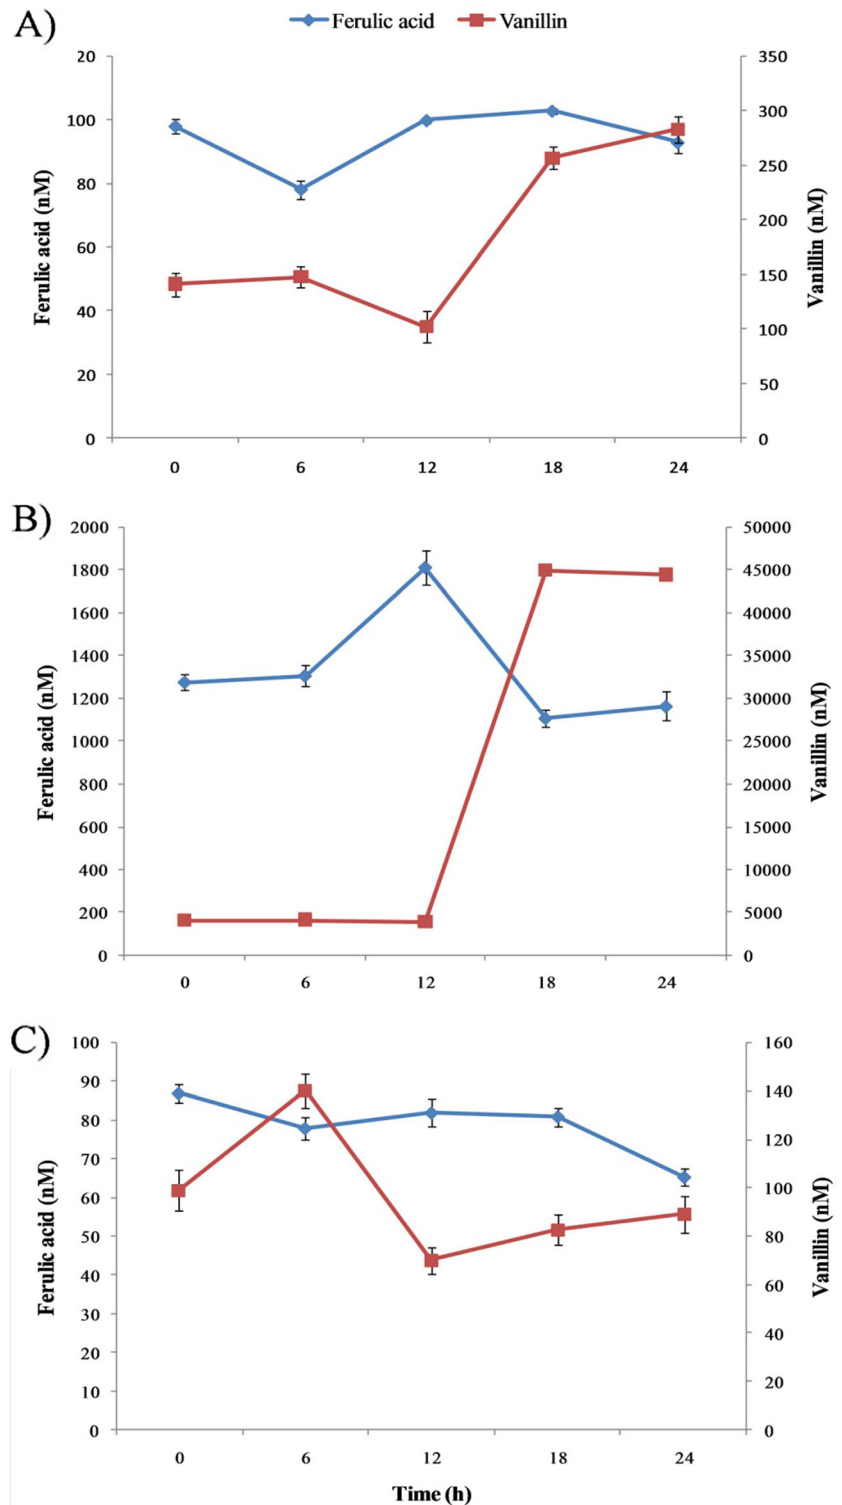 A)
Ferulic acid Vanillin
20 350
100 300
80 250
60 200
40 150
20 100
0 50
0
Ferulic acid (nM)
Vanillin (nM)
0 6 12 18 24
B)
2000 50000
1800 45000
1600 40000
1400 35000
1200 30000
1000 25000
800 20000
600 15000
400 10000
200 5000
0 0
Ferulic acid (nM)
Vanillin (nM)
0 6 12 18 24
C)
100 160
90 140
80 120
70 100
60 80
50 60
40 40
30 20
20 0
10
0
Ferulic acid (nM)
Vanillin (nM)
0 6 12 18 24
Time (h)